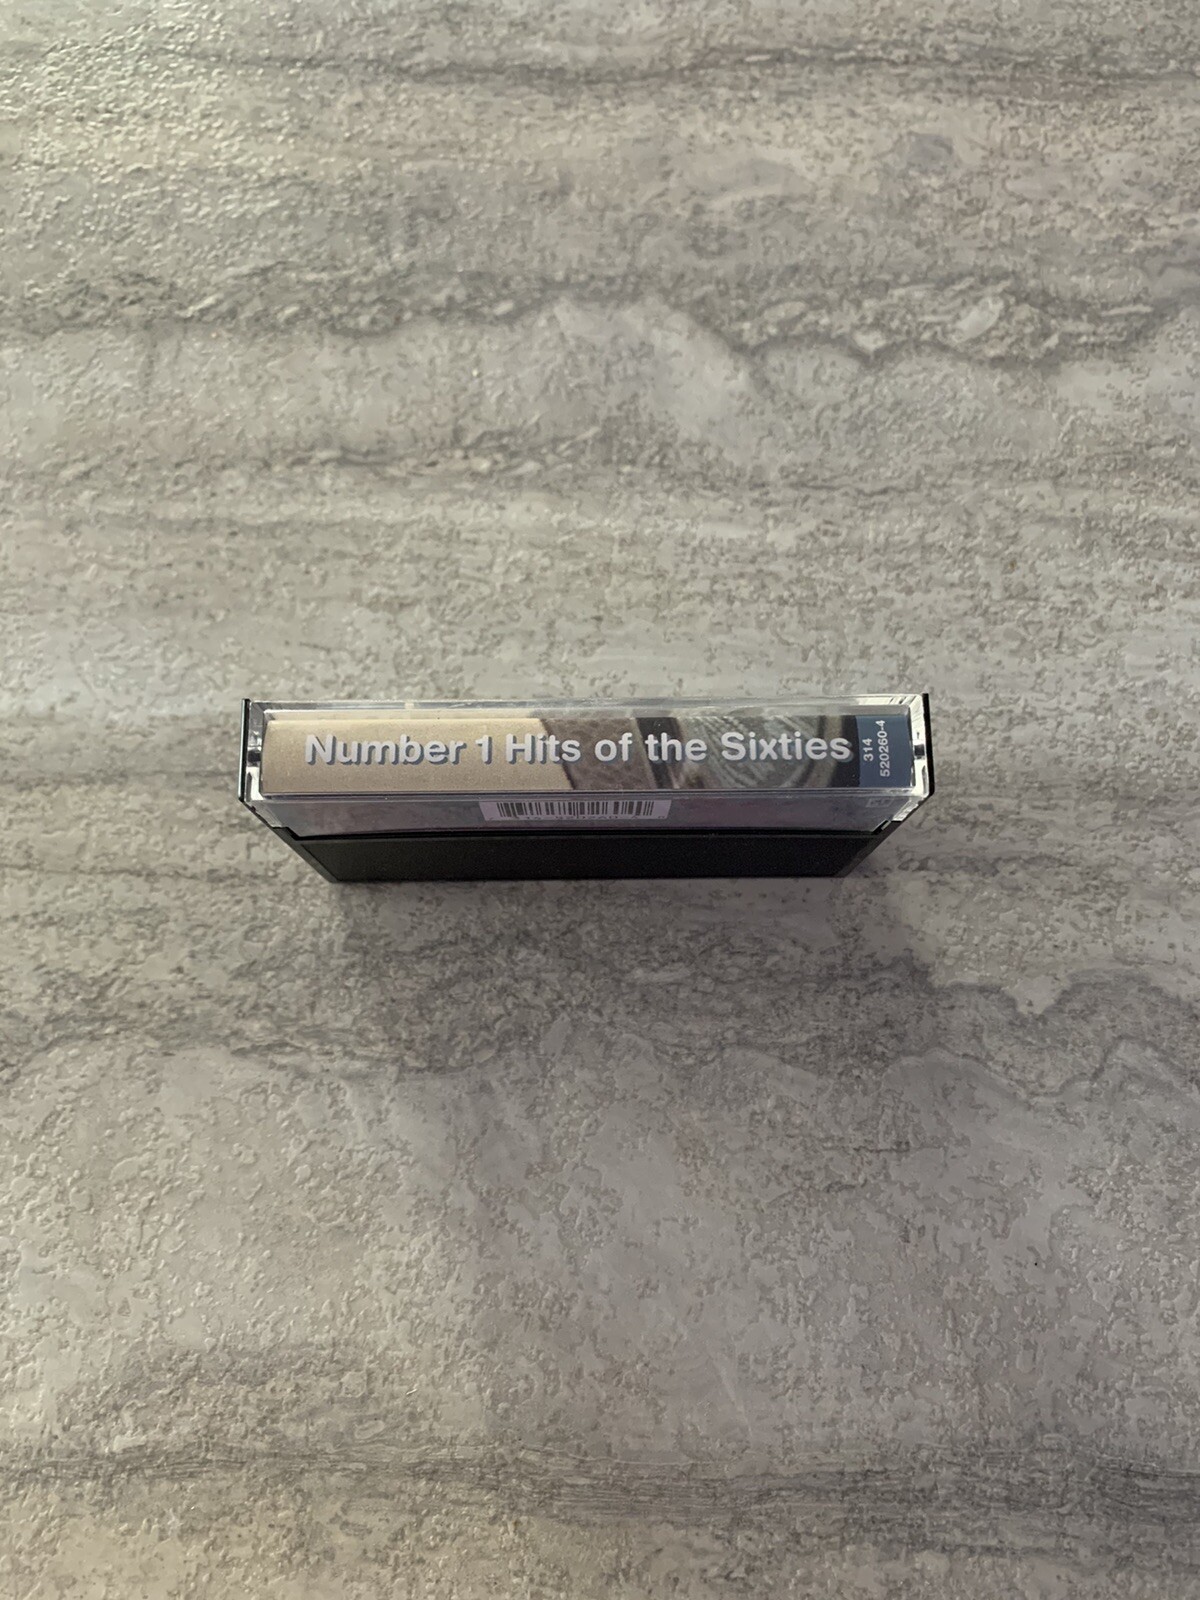 Number 1 Hits of the Sixties
314
520260-4